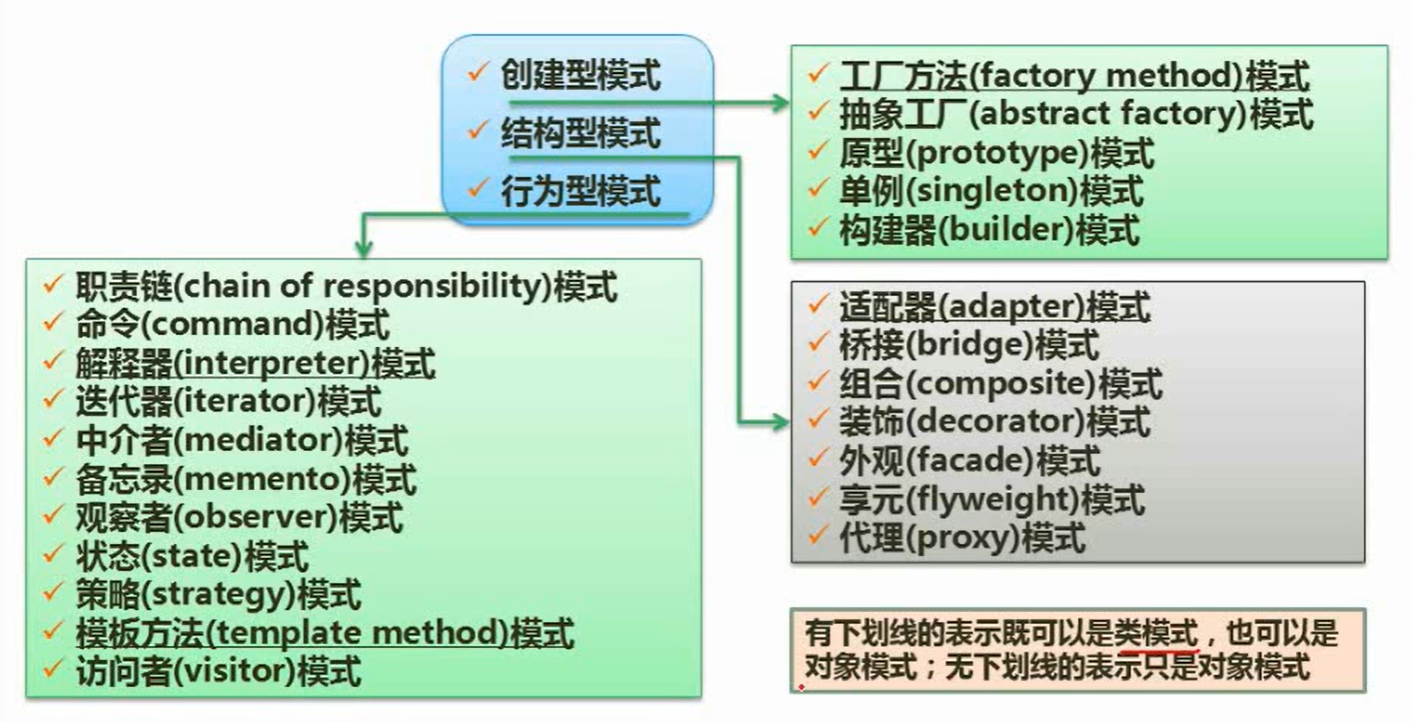 创建型模式
结构型模式
行为型模式
工厂方法(factory method)模式
抽象工厂(abstract factory)模式
原型(prototype)模式
单例(singleton)模式
构建器(builder)模式
职责链(chain of responsibility)模式
命令(command)模式
解释器(interpreter)模式
迭代器(iterator)模式
中介者(mediator)模式
备忘录(memento)模式
观察者(observer)模式
状态(state)模式
策略(strategy)模式
模板方法(template method)模式
访问者(visitor)模式
适配器(adapter)模式
桥接(bridge)模式
组合(composite)模式
装饰(decorator)模式
外观(facade)模式
享元(flyweight)模式
代理(proxy)模式
有下划线的表示既可以是类模式，也可以是
对象模式；无下划线的表示只是对象模式